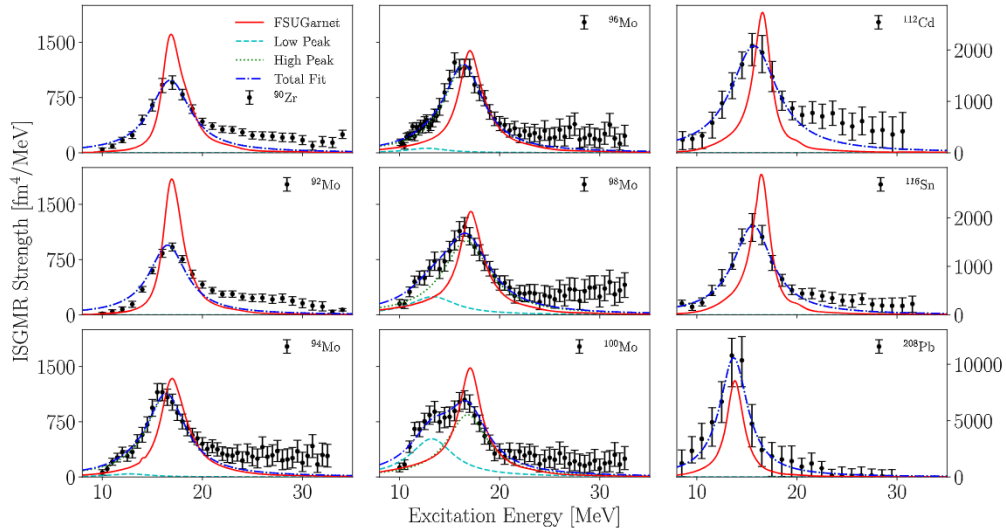 FSUGarnet
Low Peak
High Peak
Total Fit
⁹⁰Zr
⁹⁶Mo
¹¹²Cd
1500
750
0
2000
1000
0
⁹²Mo
⁹⁸Mo
¹¹⁶Sn
1500
750
0
2000
1000
0
⁹⁴Mo
¹⁰⁰Mo
²⁰⁸Pb
1500
750
0
10000
5000
0
10 20 30
10 20 30
10 20 30
ISGMR Strength [fm⁴/MeV]
Excitation Energy [MeV]